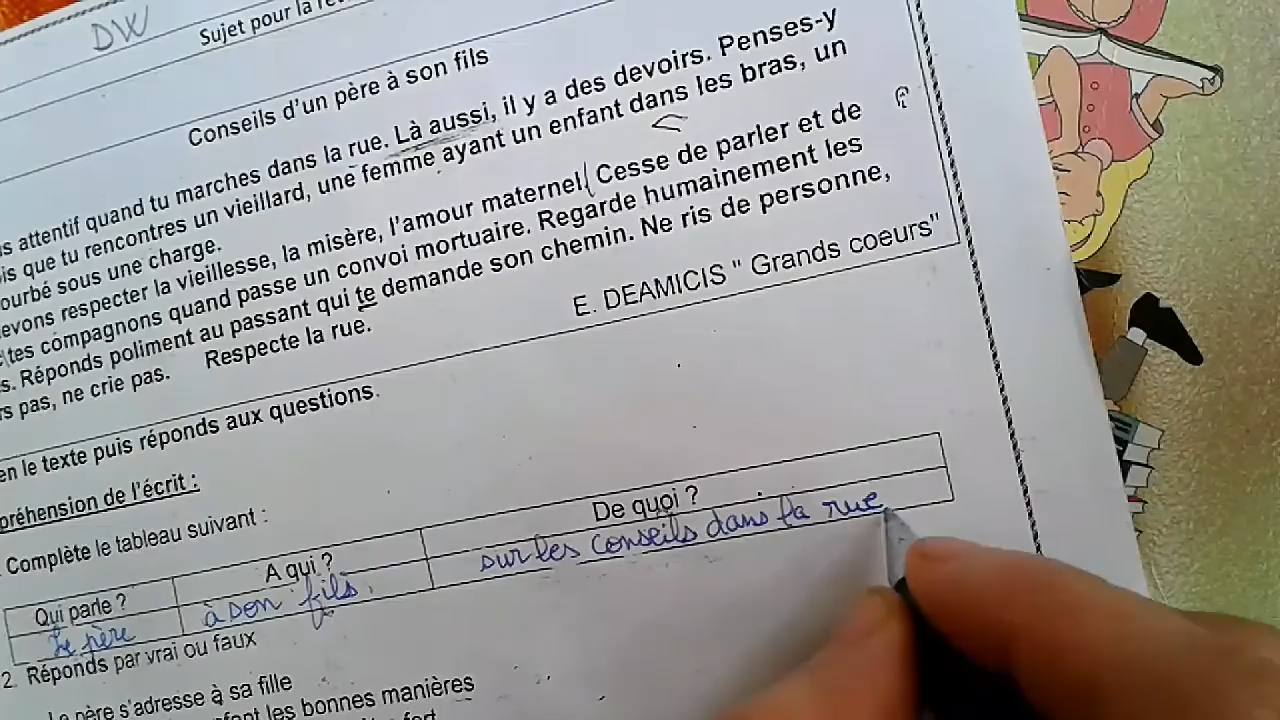 DW
Sujet pour la
Conseils d'un père à son fils
attentif quand tu marches dans la rue. Là aussi, il y a des devoirs. Penses-y
que tu rencontres un vieillard, une femme ayant un enfant dans les bras, un
ourbé sous une charge.
evons respecter la vieillesse, la misère, l'amour maternel. Cesse de parler et de
tes compagnons quand passe un convoi mortuaire. Regarde humainement les
s. Réponds poliment au passant qui te demande son chemin. Ne ris de personne,
rs pas, ne crie pas. Respecte la rue.
E. DEAMICIS " Grands coeurs"
en le texte puis réponds aux questions.
préhension de l'écrit :
Complète le tableau suivant :
Qui parle ? A qui ? De quoi ?
Le père à son fils. sur les conseils dans la rue
2. Réponds par vrai ou faux
Le père s'adresse à sa fille
les bonnes manières